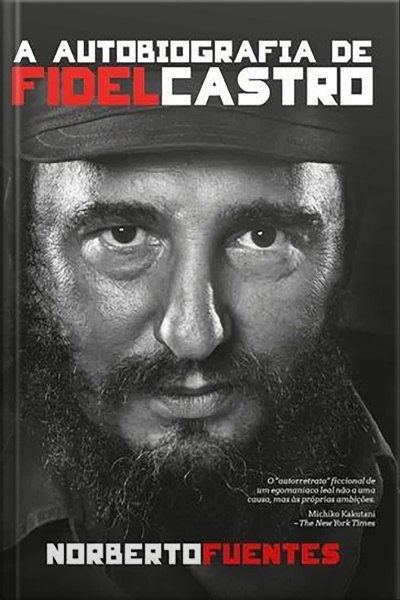 A AUTOBIOGRAFIA DE
FIDELCASTRO
O "autorretrato" ficcional de
um egomaníaco leal não a uma
causa, mas às próprias ambições.
Michiko Kakutani
– The New York Times
NORBERTOFUENTES